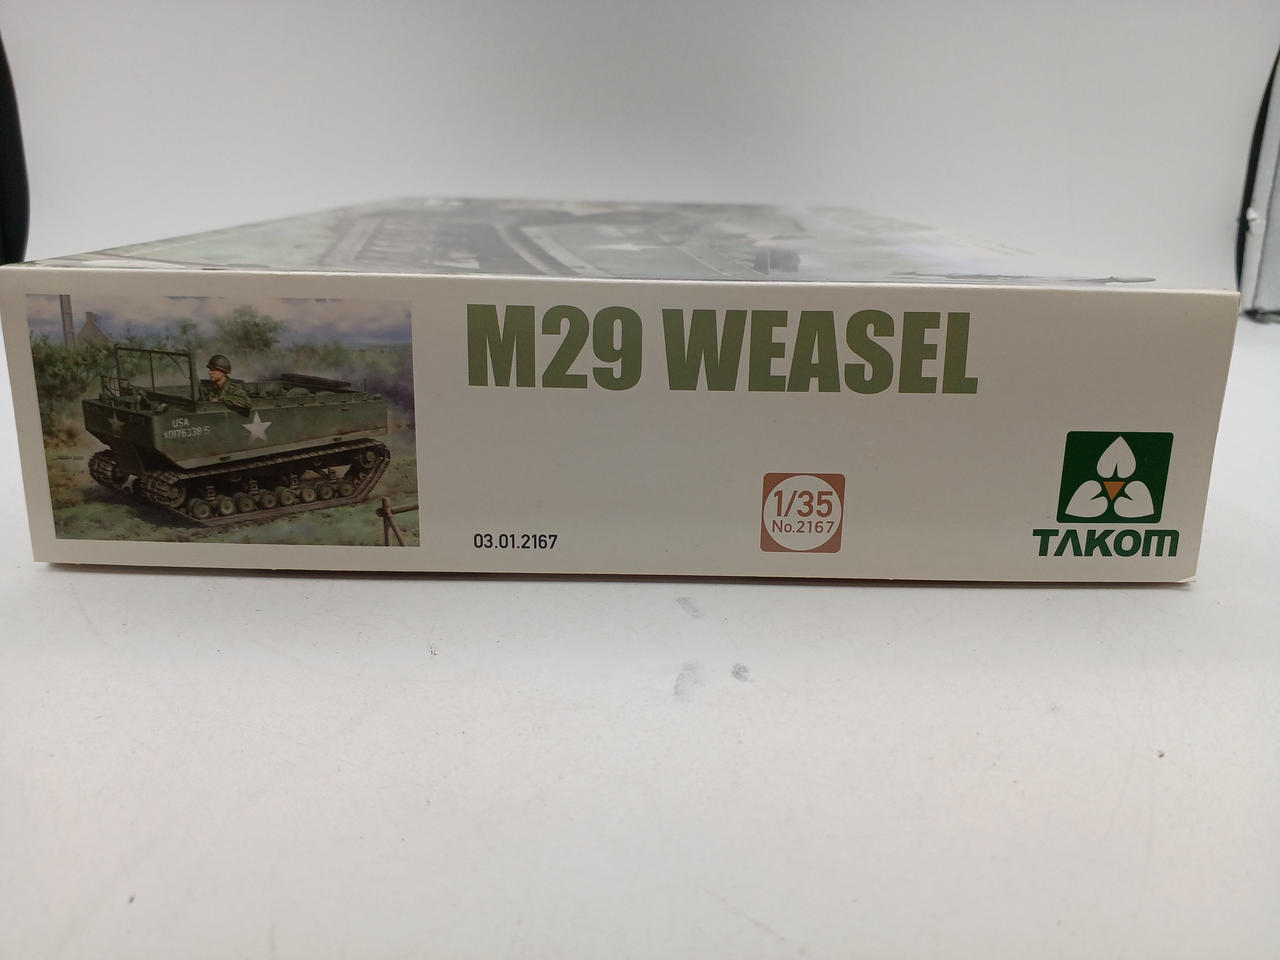 M29 WEASEL
USA
03.01.2167
1/35
No.2167
TAKOM